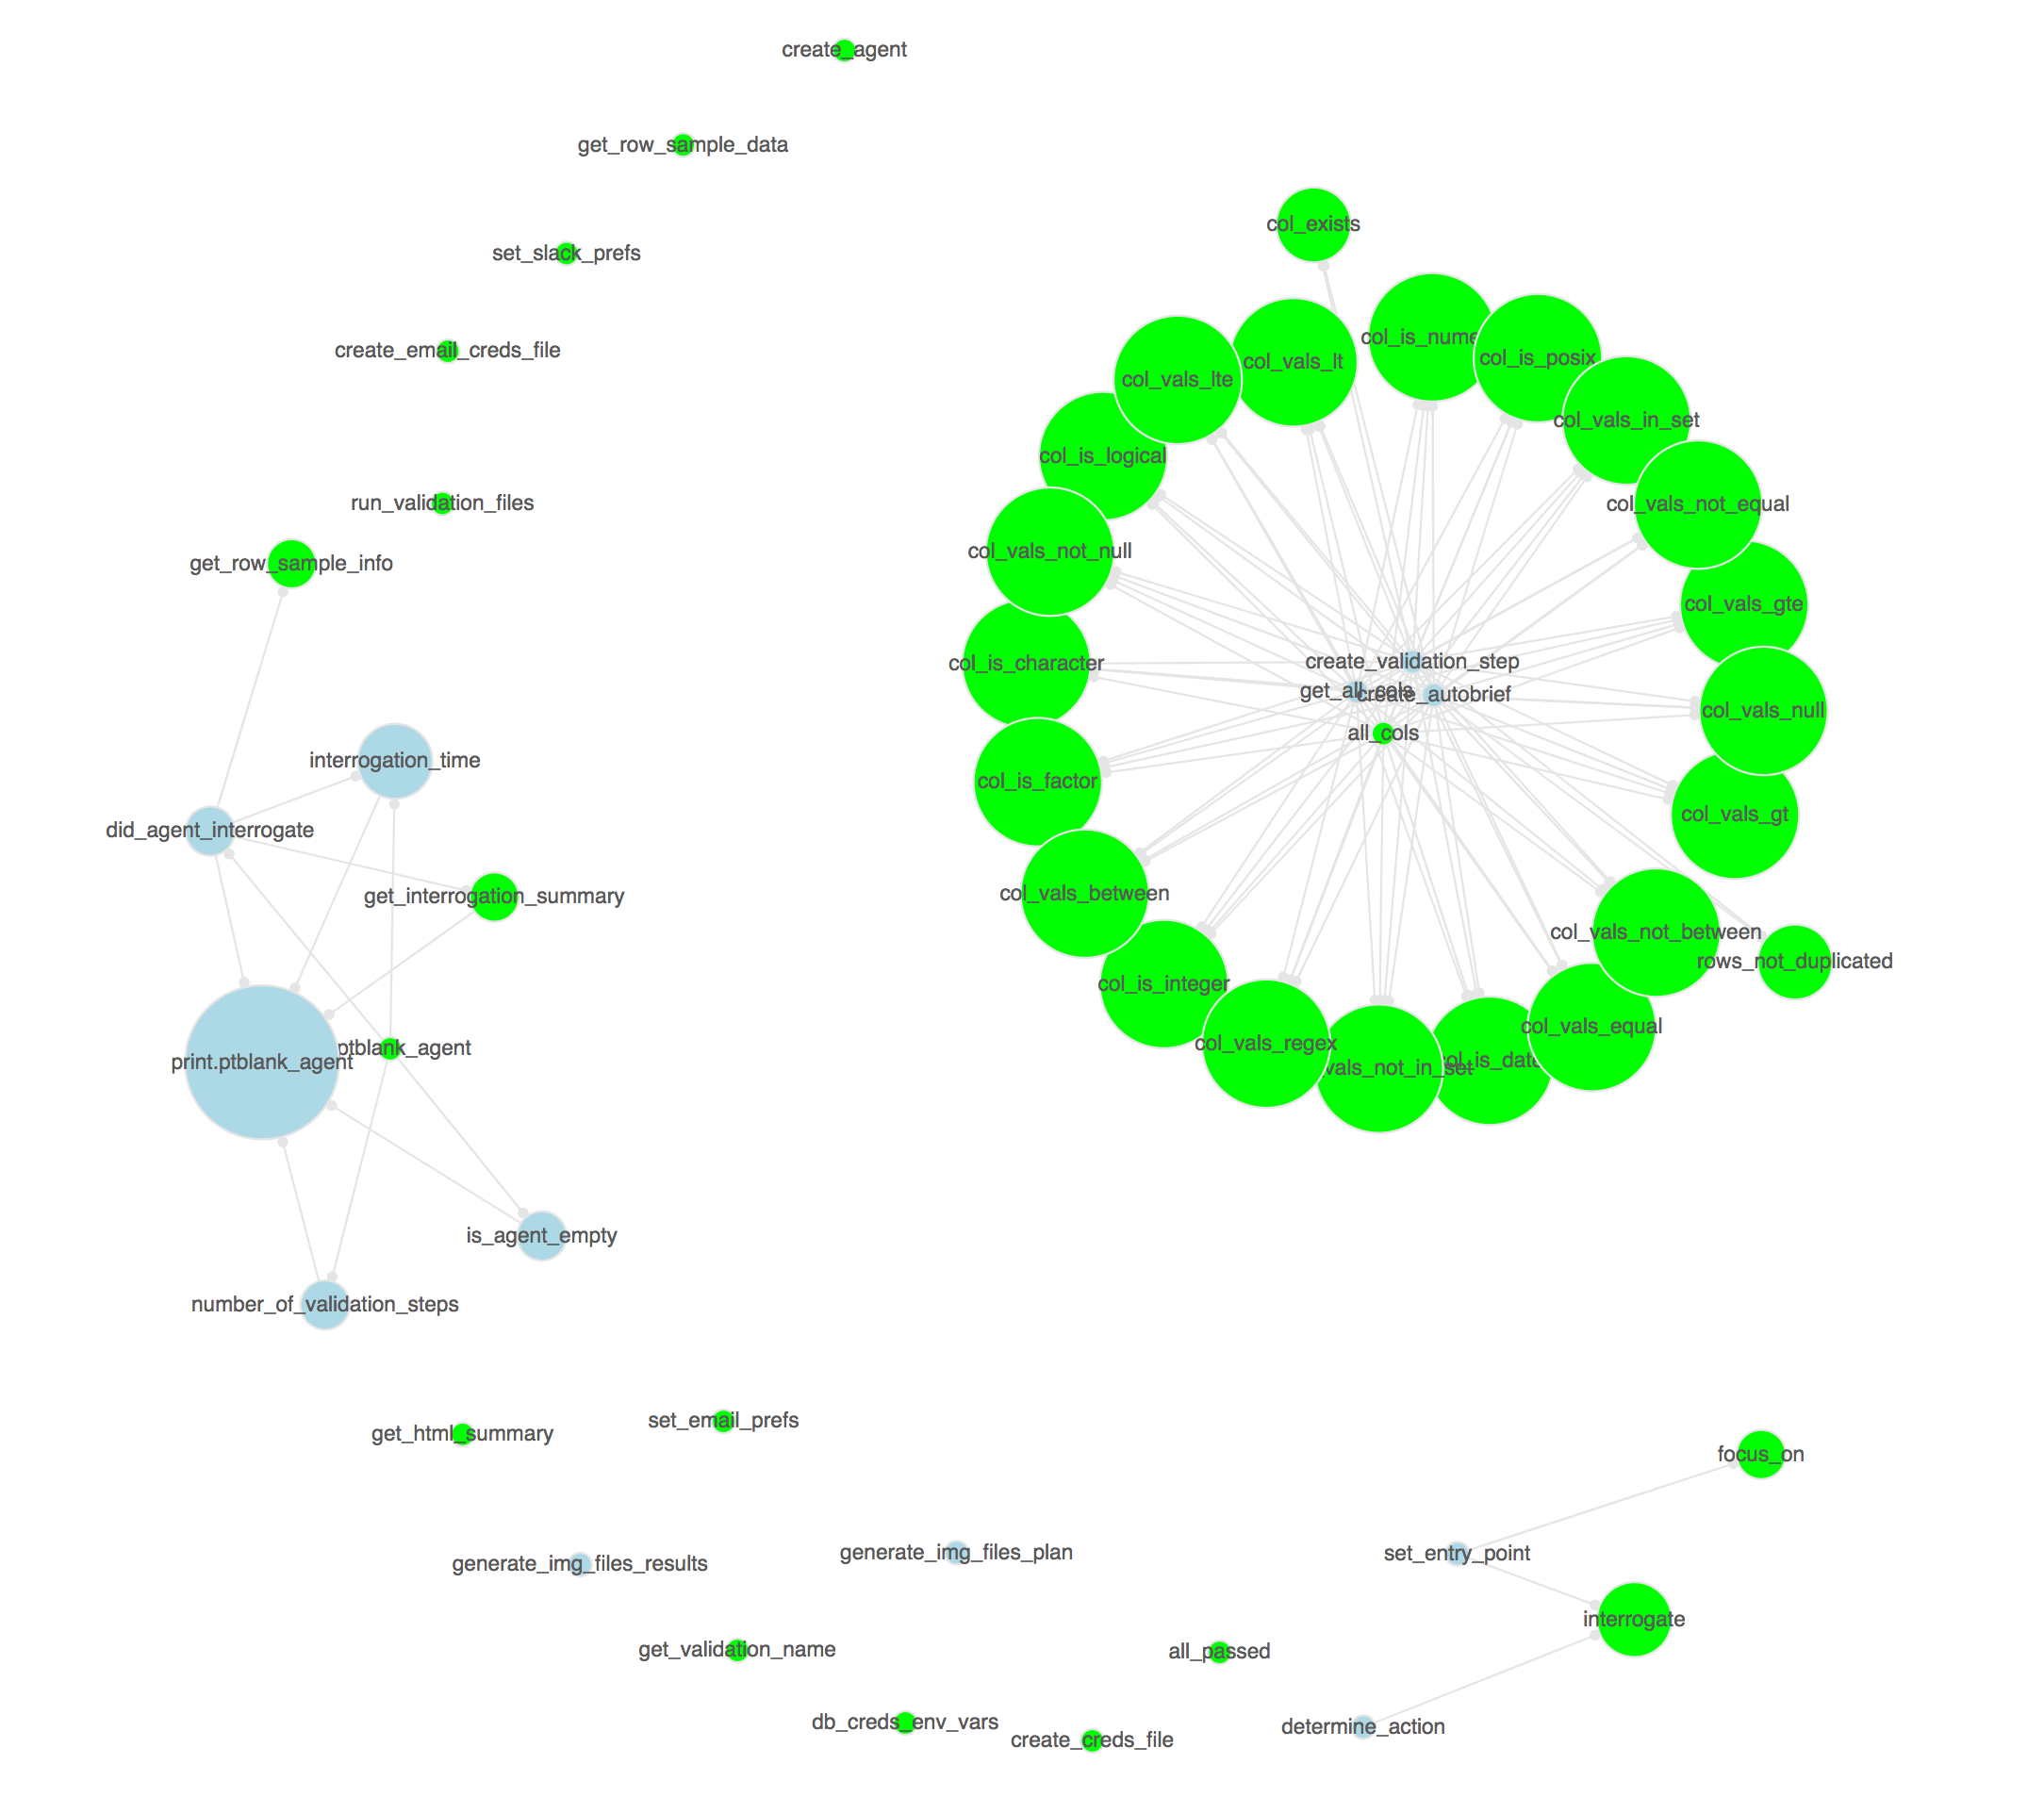 create_agent
get_row_sample_data
col_exists
set_slack_prefs
col_is_nume
create_email_creds_file
col_is_posix
col_vals_lt
col_vals_lte
col_vals_in_set
col_is_logical
run_validation_files
col_vals_not_equal
col_vals_not_null
get_row_sample_info
col_vals_gte
create_validation_step
col_is_character
get_all_cols
create_autobrief
col_vals_null
all_cols
interrogation_time
col_is_factor
col_vals_gt
did_agent_interrogate
col_vals_between
get_interrogation_summary
col_vals_not_between
rows_not_duplicated
col_is_integer
col_vals_equal
col_vals_regex
ptblank_agent
print.ptblank_agent
col_is_date
vals_not_in_set
is_agent_empty
number_of_validation_steps
set_email_prefs
get_html_summary
focus_on
generate_img_files_plan
set_entry_point
generate_img_files_results
interrogate
get_validation_name
all_passed
db_creds_env_vars
determine_action
create_creds_file